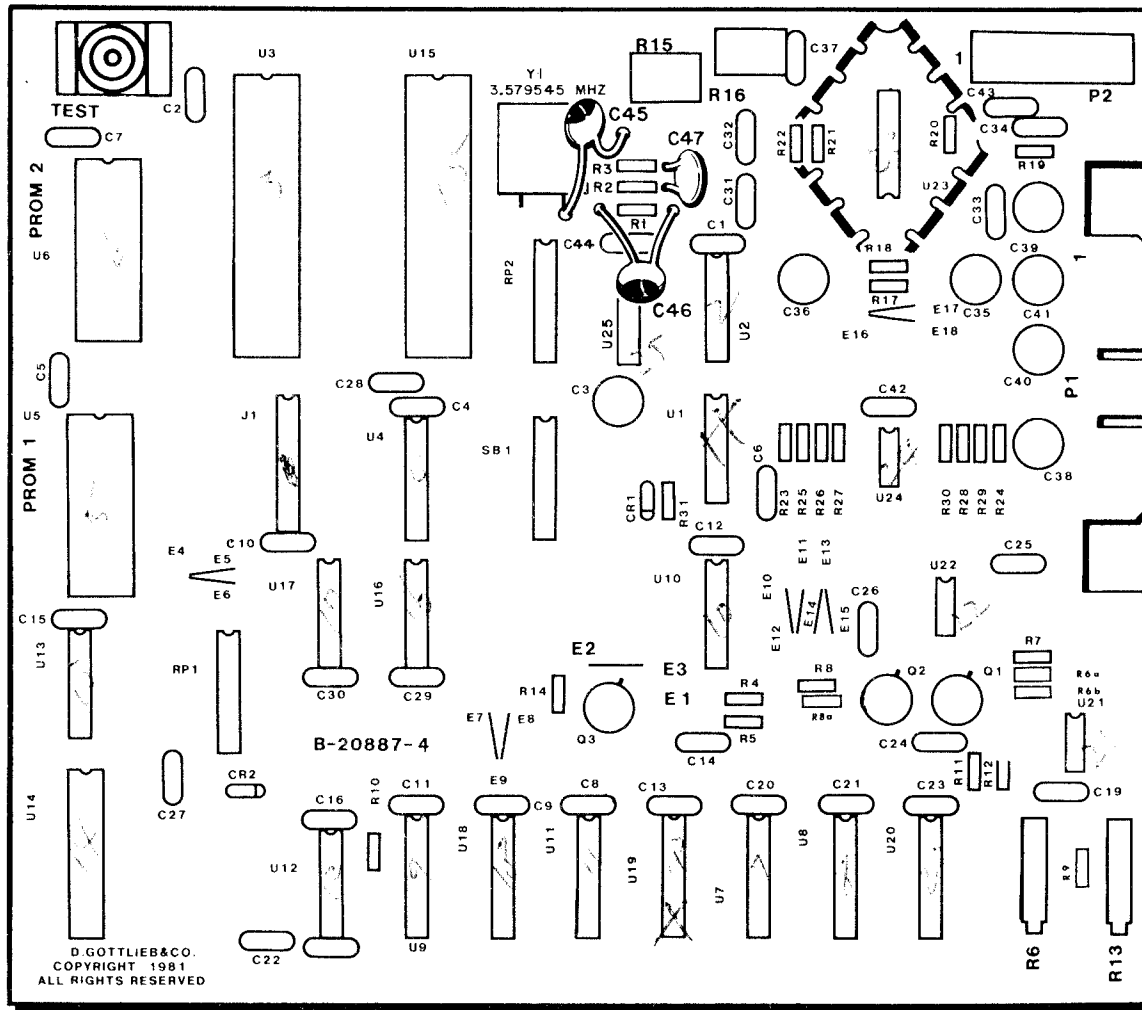 U3
U15
R15
C37
1
P2
Y1
3.579545 MHZ
C2
TEST
C7
C45
R16
C43
C47
C32
R22
R21
R20
C34
R19
R3
R2
R1
C31
U23
C33
PROM 2
U6
RP2
C44
C1
R18
R17
C39
1
C46
C36
C35
C41
E17
E16
E18
U25
U2
C40
P1
C5
C28
C3
U5
J1
C4
U4
SB1
U1
C42
C6
C38
PROM 1
U24
CR1
R31
R23
R25
R26
R27
R30
R28
R29
R24
C10
C12
E11
E13
C25
E4
E5
E6
U17
U16
U10
E10
E12
E14
E15
C26
U22
C15
U13
RP1
C30
C29
E2
E3
E1
R14
Q3
R4
R5
R8
R8a
Q2
Q1
R7
R6a
R6b
U21
E7
E8
E9
B-20887-4
C14
C24
R11
R12
C27
CR2
U14
C16
R10
C11
C9
C8
C13
C20
C21
C23
C19
U12
U18
U11
U19
U7
U8
U20
R9
U9
C22
R6
R13
D.GOTTLIEB&CO.
COPYRIGHT 1981
ALL RIGHTS RESERVED